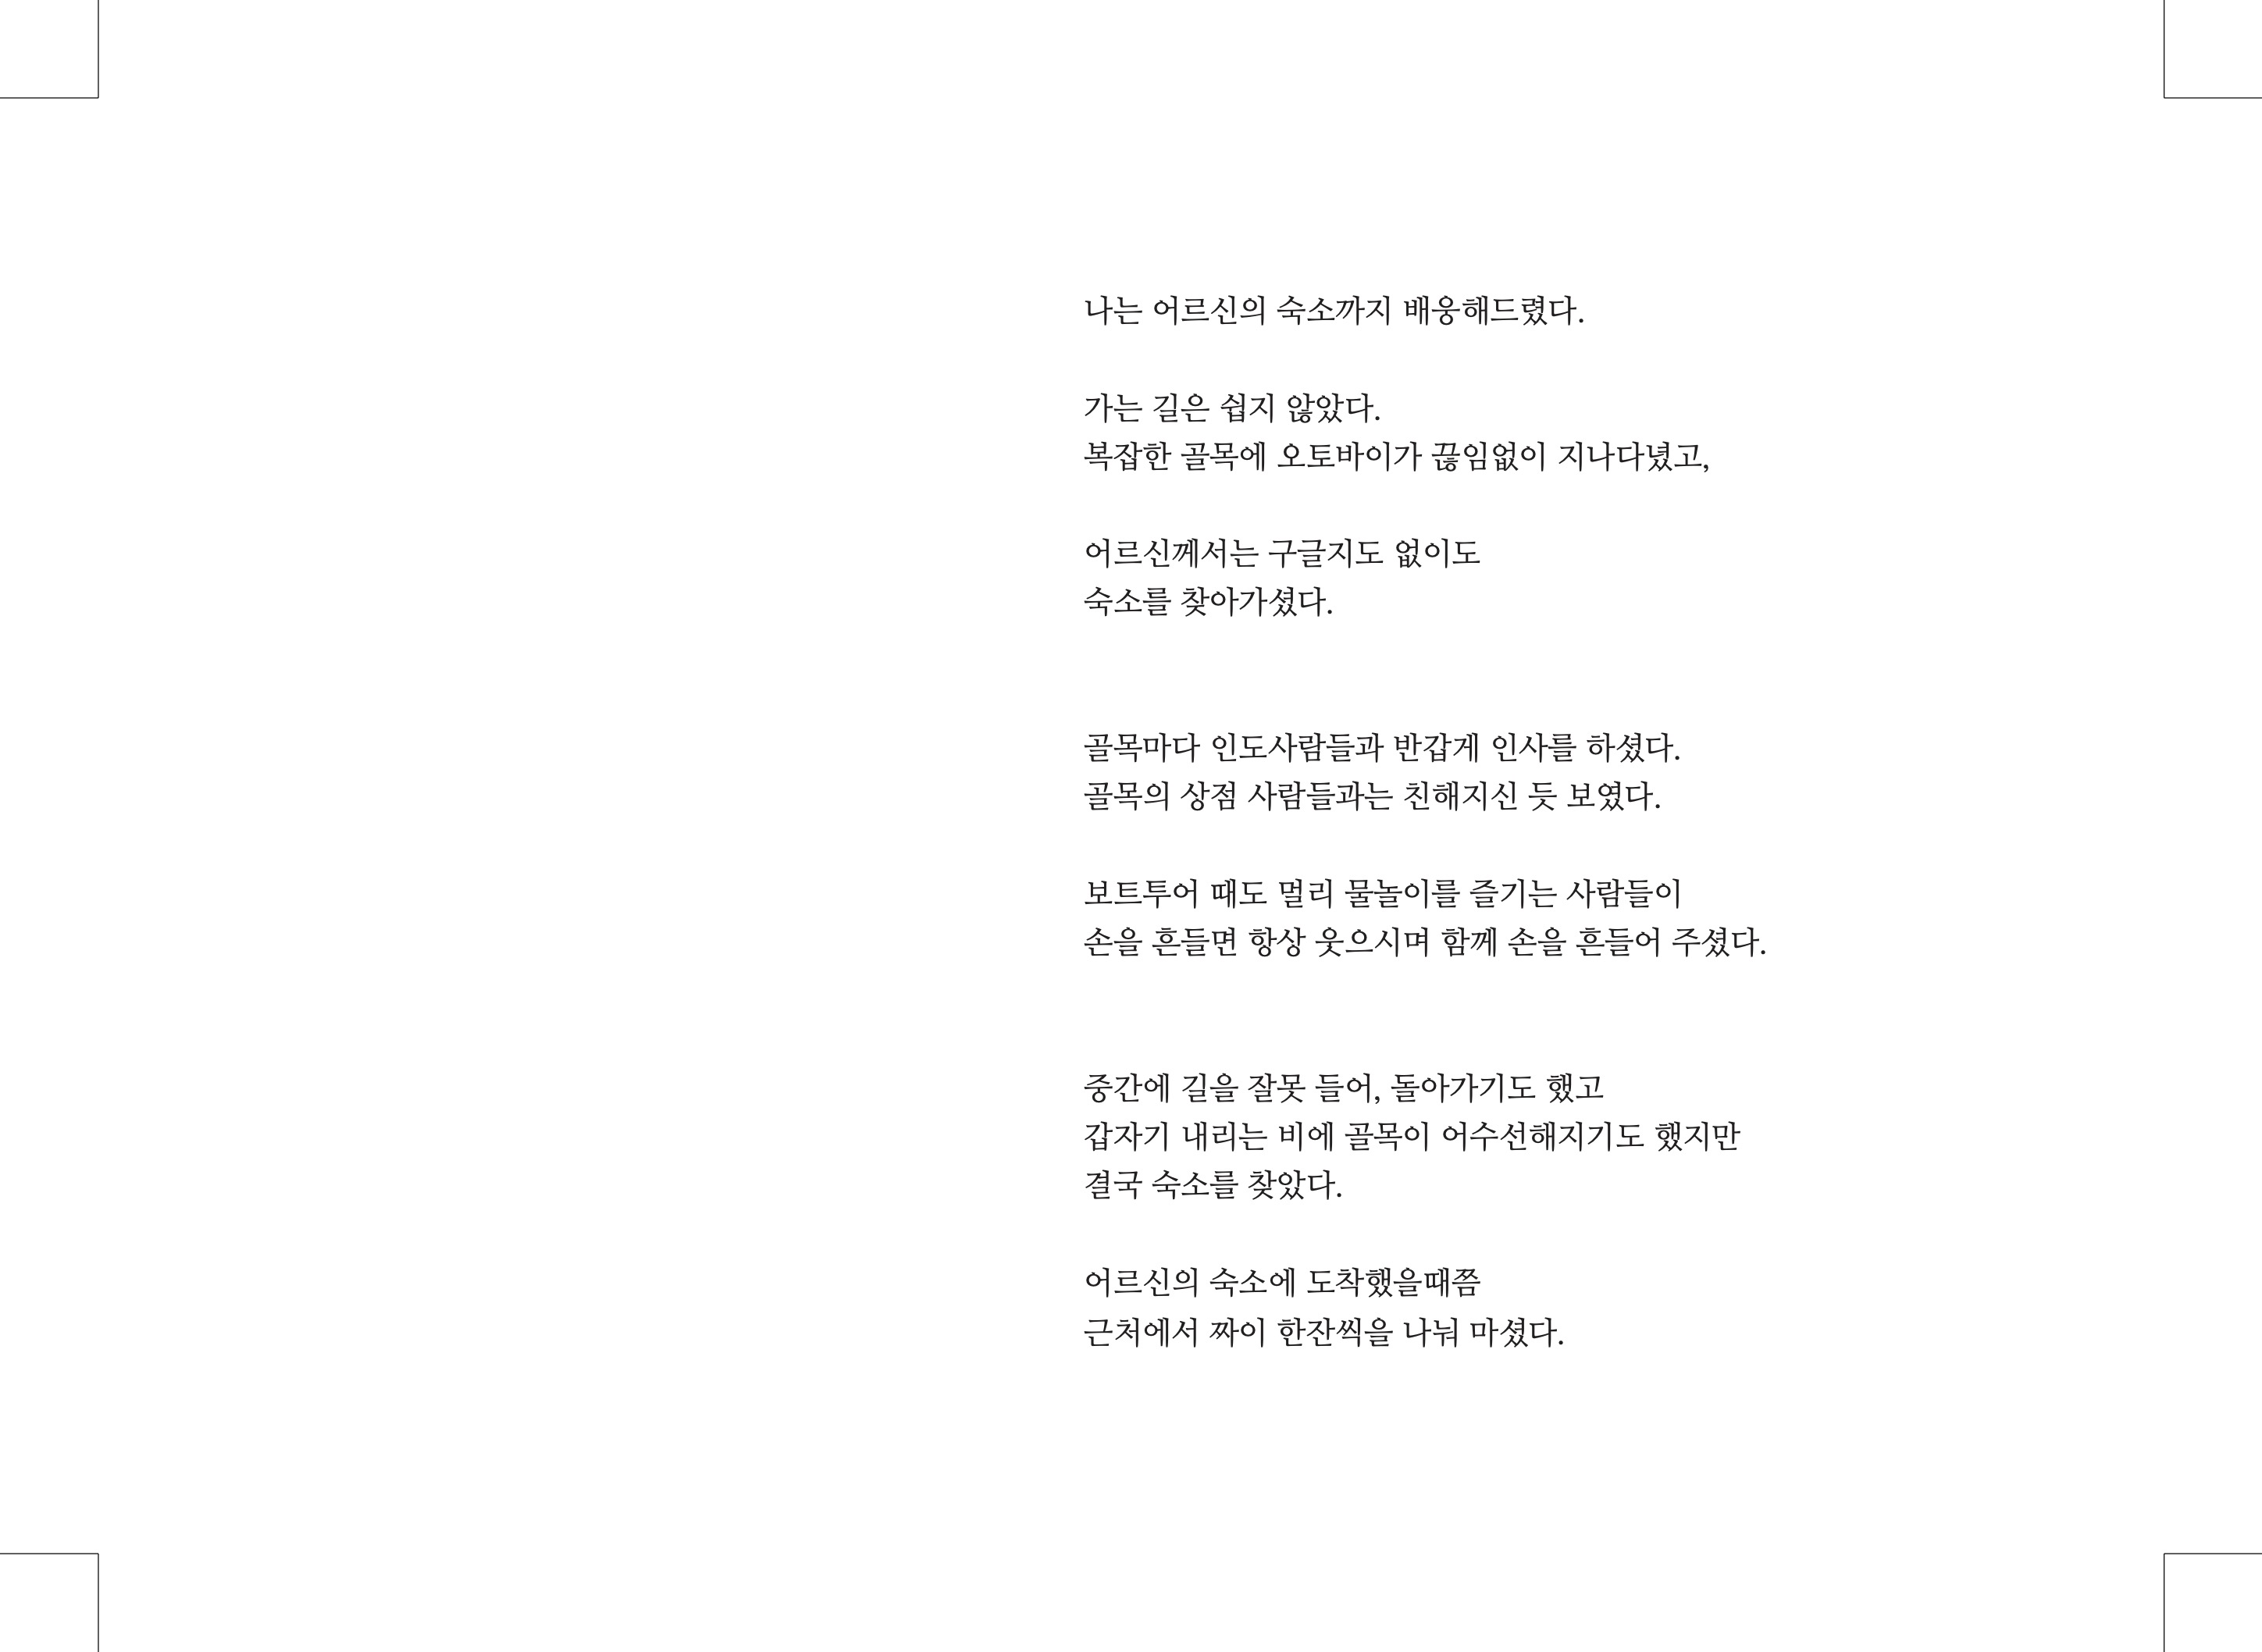 나는 어르신의 숙소까지 배웅해드렸다.
가는 길은 쉽지 않았다.
복잡한 골목에 오토바이가 끊임없이 지나다녔고,
어르신께서는 구글지도 없이도
숙소를 찾아가셨다.
골목마다 인도사람들과 반갑게 인사를 하셨다.
골목의 상점 사람들과는 친해지신 듯 보였다.
보트투어 때도 멀리 물놀이를 즐기는 사람들이
손을 흔들면 항상 웃으시며 함께 손을 흔들어 주셨다.
중간에 길을 잘못 들어, 돌아가기도 했고
갑자기 내리는 비에 골목이 어수선해지기도 했지만
결국 숙소를 찾았다.
어르신의 숙소에 도착했을때쯤
근처에서 짜이 한잔씩을 나눠 마셨다.